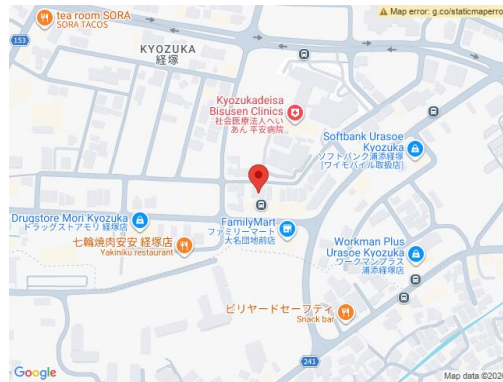 tea room SORA
SORA TACOS
Map error: g.co/staticmaperro
153
KYOZUKA
経塚
Kyozukadeisa
Bisusen Clinics
社会医療法人へい
あん 平安病院
Softbank Urasoe
Kyozuka
ソフトバンク浦添経塚
[ワイモバイル取扱店]
Drugstore Mori Kyozuka
ドラッグストアモリ 経塚店
FamilyMart
ファミリーマート
大名団地前店
七輪焼肉安安 経塚店
Yakiniku restaurant
Workman Plus
Urasoe Kyozuka
ワークマンプラス
浦添経塚店
ビリヤードセーフティ
Snack bar
241
Google
Map data ©2026